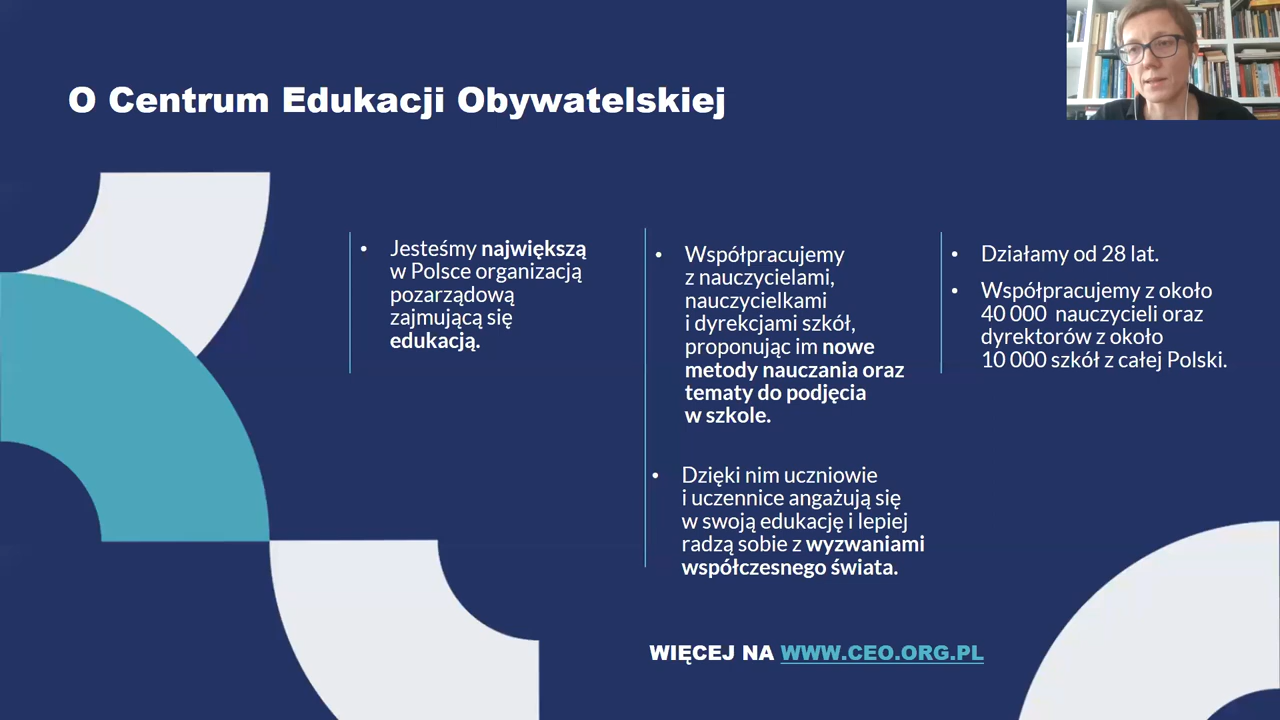 O Centrum Edukacji Obywatelskiej
• Jesteśmy największą
w Polsce organizacją
pozarządową
zajmującą się
edukacją.
• Współpracujemy
z nauczycielami,
nauczycielkami
i dyrekcjami szkół,
proponując im nowe
metody nauczania oraz
tematy do podjęcia
w szkole.
• Dzięki nim uczniowie
i uczennice angażują się
w swoją edukację i lepiej
radzą sobie z wyzwaniami
współczesnego świata.
• Działamy od 28 lat.
• Współpracujemy z około
40 000 nauczycieli oraz
dyrektorów z około
10 000 szkół z całej Polski.
WIĘCEJ NA WWW.CEO.ORG.PL